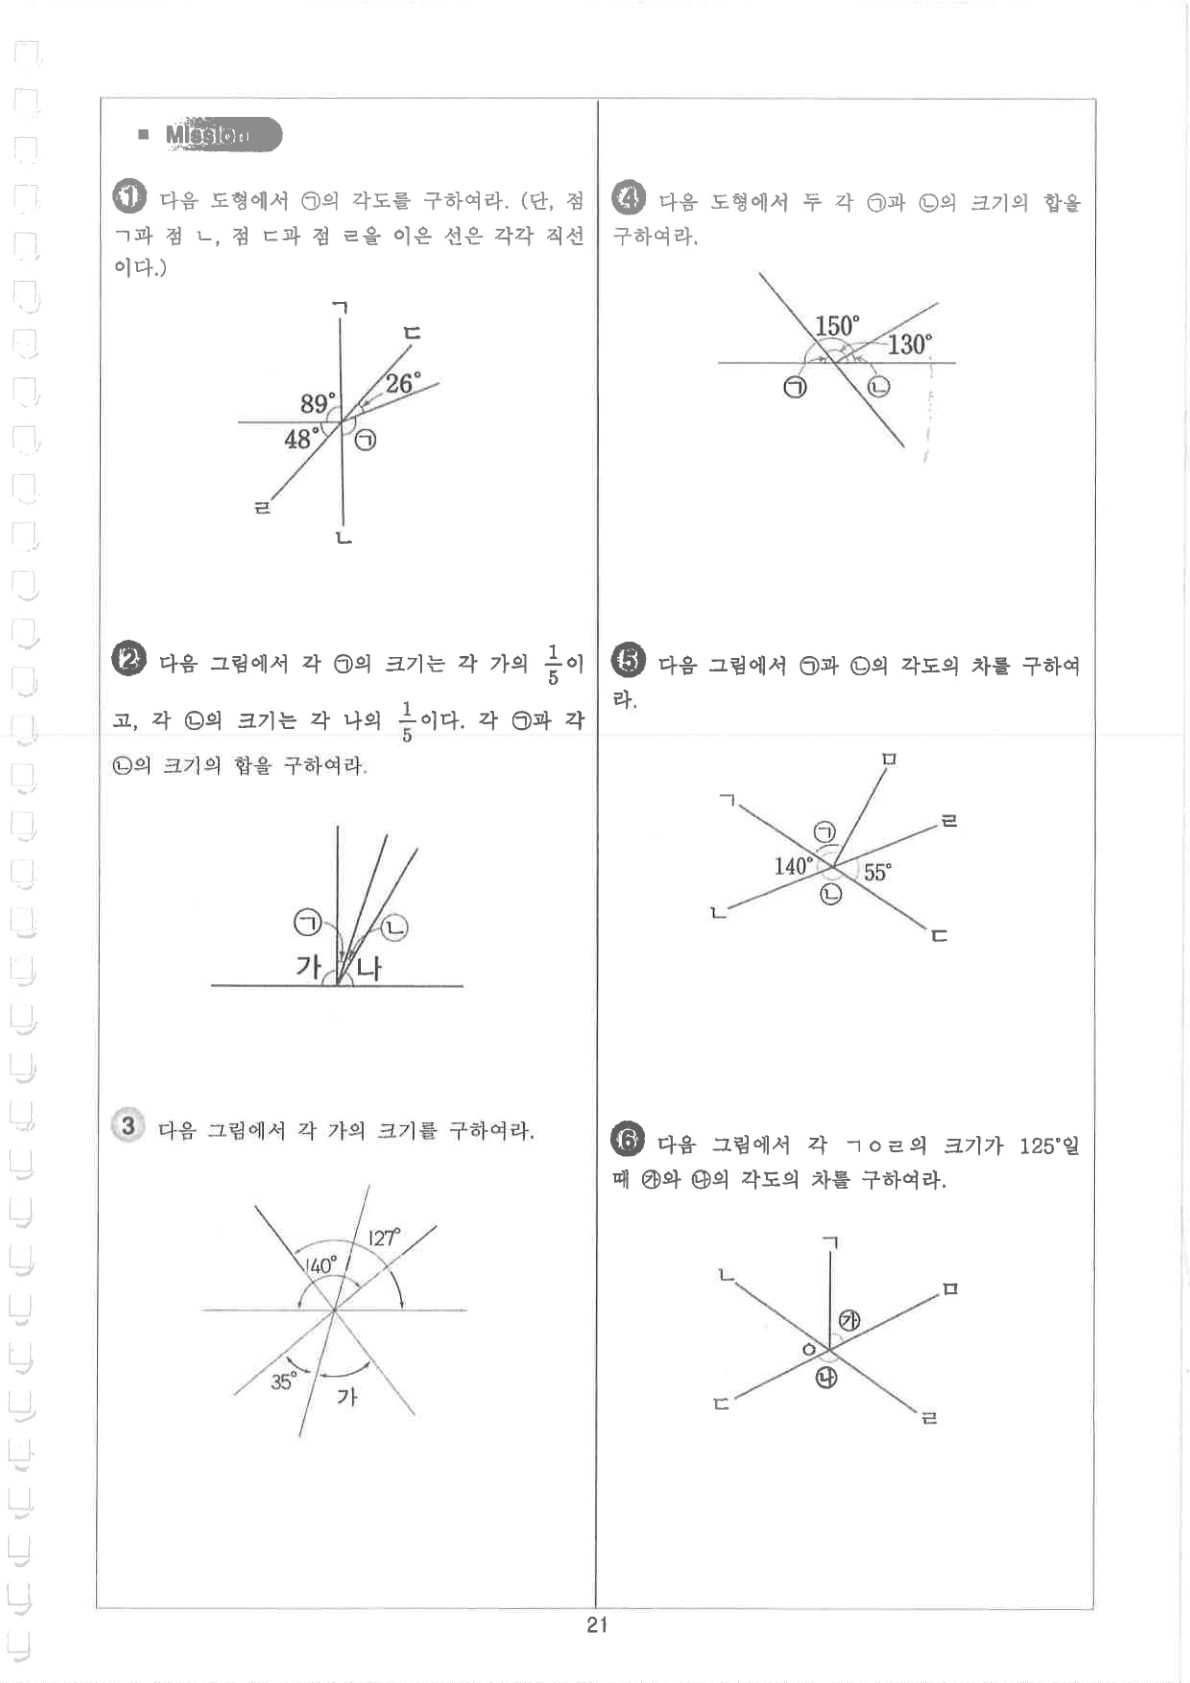 ■ Mission
1 다음 도형에서 ㉠의 각도를 구하여라. (단, 점
ㄱ과 점 ㄴ, 점 ㄷ과 점 ㄹ을 이은 선은 각각 직선
이다.)
ㄱ
ㄷ
26°
89°
48°
㉠
ㄹ
ㄴ
2 다음 그림에서 각 ㉠의 크기는 각 가의 1/5이
고, 각 ㉡의 크기는 각 나의 1/5이다. 각 ㉠과 각
㉡의 크기의 합을 구하여라.
㉠
㉡
가
나
3 다음 그림에서 각 가의 크기를 구하여라.
127°
140°
35°
가
4 다음 도형에서 두 각 ㉠과 ㉡의 크기의 합을
구하여라.
150°
130°
㉠
㉡
5 다음 그림에서 ㉠과 ㉡의 각도의 차를 구하여
라.
ㅁ
ㄱ
ㄹ
㉠
140°
55°
㉡
ㄴ
ㄷ
6 다음 그림에서 각 ㄱㅇㄹ의 크기가 125°일
때 ㉮와 ㉯의 각도의 차를 구하여라.
ㄱ
ㄴ
ㅁ
㉮
ㅇ
㉯
ㄷ
ㄹ
21